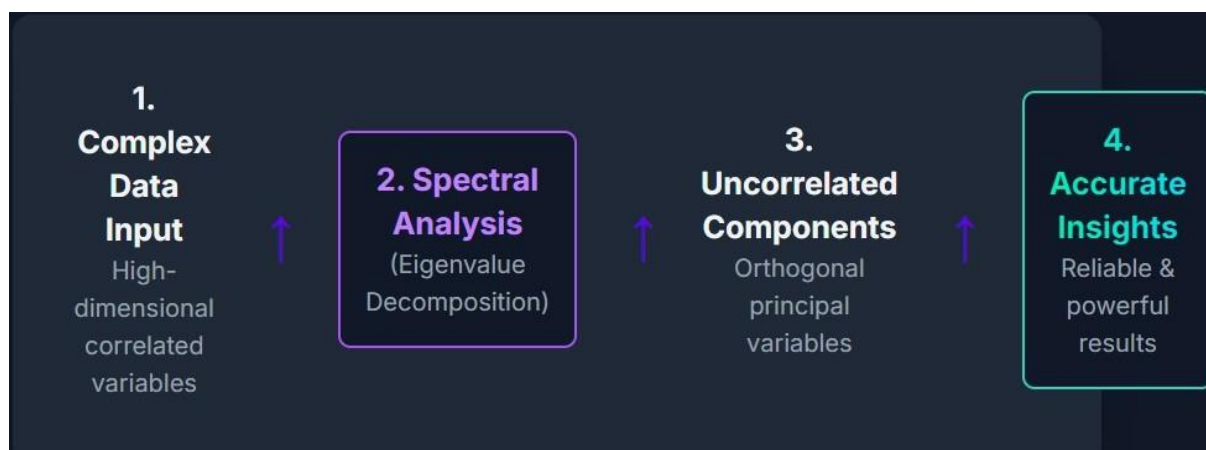 1.
Complex
Data
Input
High-
dimensional
correlated
variables
↑
2. Spectral
Analysis
(Eigenvalue
Decomposition)
↑
3.
Uncorrelated
Components
Orthogonal
principal
variables
↑
4.
Accurate
Insights
Reliable &
powerful
results